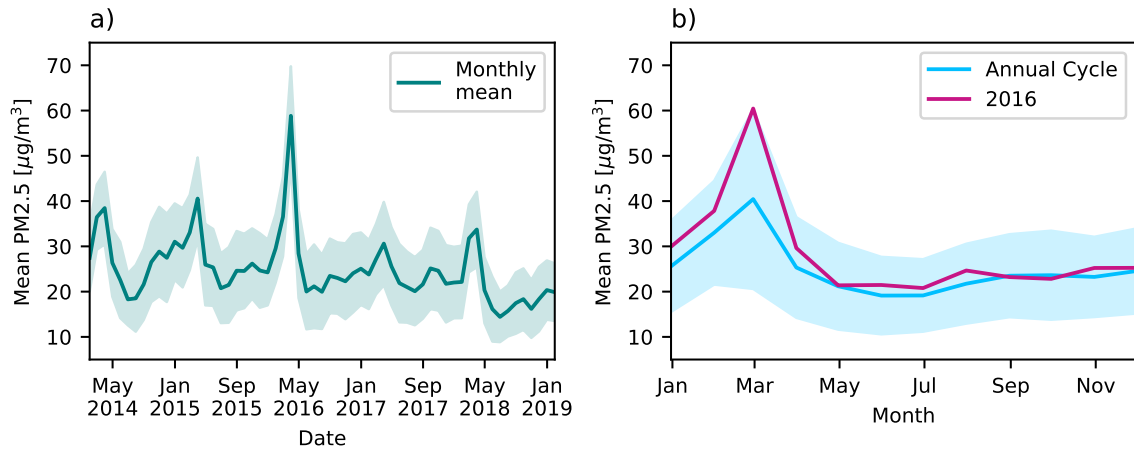 a)
Mean PM2.5 [μg/m³]
70
60
50
40
30
20
10
Monthly
mean
May
2014
Jan
2015
Sep
2015
May
2016
Jan
2017
Sep
2017
May
2018
Jan
2019
Date
b)
Mean PM2.5 [μg/m³]
70
60
50
40
30
20
10
Annual Cycle
2016
Jan
Mar
May
Jul
Sep
Nov
Month